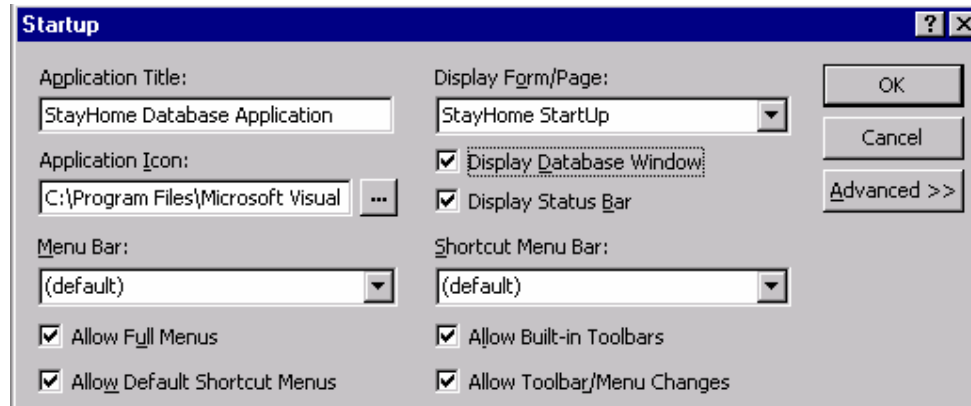 Startup
Application Title:
StayHome Database Application
Application Icon:
C:\Program Files\Microsoft Visual
...
Menu Bar:
(default)
Allow Full Menus
Allow Default Shortcut Menus
Display Form/Page:
StayHome StartUp
Display Database Window
Display Status Bar
Shortcut Menu Bar:
(default)
Allow Built-in Toolbars
Allow Toolbar/Menu Changes
OK
Cancel
Advanced >>